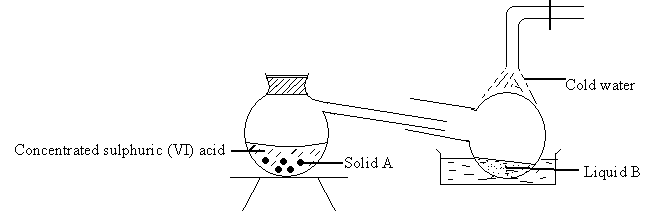 Cold water
Concentrated sulphuric (VI) acid
Solid A
Liquid B